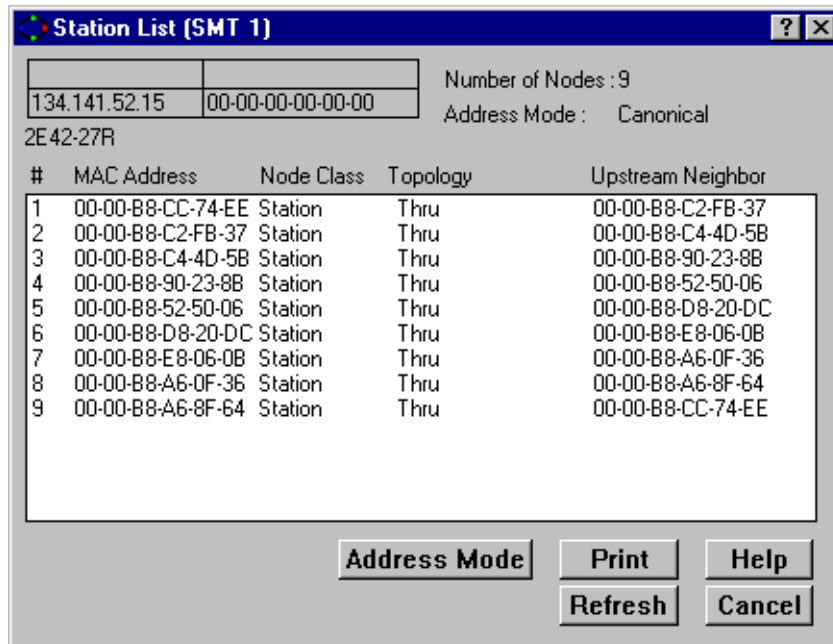 Station List (SMT 1)
? X
134.141.52.15 00-00-00-00-00-00
Number of Nodes : 9
Address Mode : Canonical
2E42-27R
# MAC Address Node Class Topology Upstream Neighbor
1 00-00-B8-CC-74-EE Station Thru 00-00-B8-C2-FB-37
2 00-00-B8-C2-FB-37 Station Thru 00-00-B8-C4-4D-5B
3 00-00-B8-C4-4D-5B Station Thru 00-00-B8-90-23-8B
4 00-00-B8-90-23-8B Station Thru 00-00-B8-52-50-06
5 00-00-B8-52-50-06 Station Thru 00-00-B8-D8-20-DC
6 00-00-B8-D8-20-DC Station Thru 00-00-B8-E8-06-0B
7 00-00-B8-E8-06-0B Station Thru 00-00-B8-A6-0F-36
8 00-00-B8-A6-0F-36 Station Thru 00-00-B8-A6-8F-64
9 00-00-B8-A6-8F-64 Station Thru 00-00-B8-CC-74-EE
Address Mode Print Help
Refresh Cancel